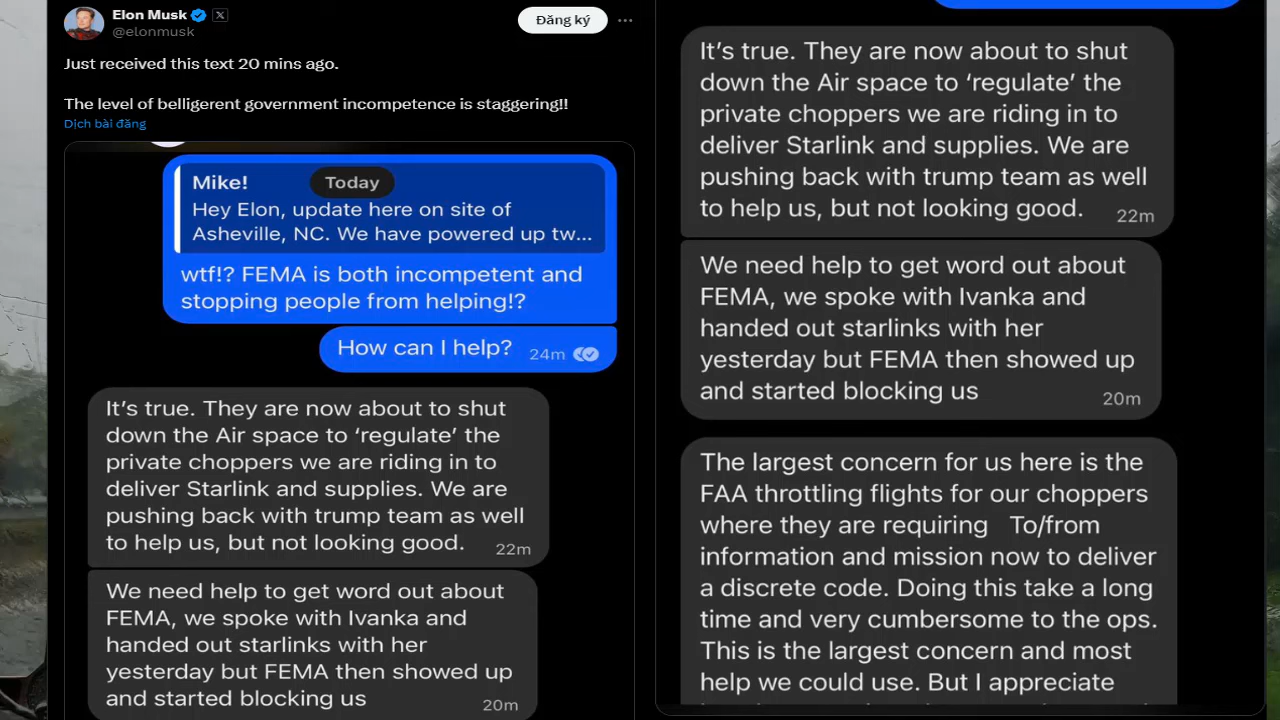 Elon Musk
@elonmusk
Đăng ký
Just received this text 20 mins ago.
The level of belligerent government incompetence is staggering!!
Dịch bài đăng
Mike!
Today
Hey Elon, update here on site of
Asheville, NC. We have powered up tw...
wtf!? FEMA is both incompetent and
stopping people from helping!?
How can I help?
24m
It's true. They are now about to shut
down the Air space to ‘regulate’ the
private choppers we are riding in to
deliver Starlink and supplies. We are
pushing back with trump team as well
to help us, but not looking good.
22m
We need help to get word out about
FEMA, we spoke with Ivanka and
handed out starlinks with her
yesterday but FEMA then showed up
and started blocking us
20m
It's true. They are now about to shut
down the Air space to ‘regulate’ the
private choppers we are riding in to
deliver Starlink and supplies. We are
pushing back with trump team as well
to help us, but not looking good.
22m
We need help to get word out about
FEMA, we spoke with Ivanka and
handed out starlinks with her
yesterday but FEMA then showed up
and started blocking us
20m
The largest concern for us here is the
FAA throttling flights for our choppers
where they are requiring To/from
information and mission now to deliver
a discrete code. Doing this take a long
time and very cumbersome to the ops.
This is the largest concern and most
help we could use. But I appreciate